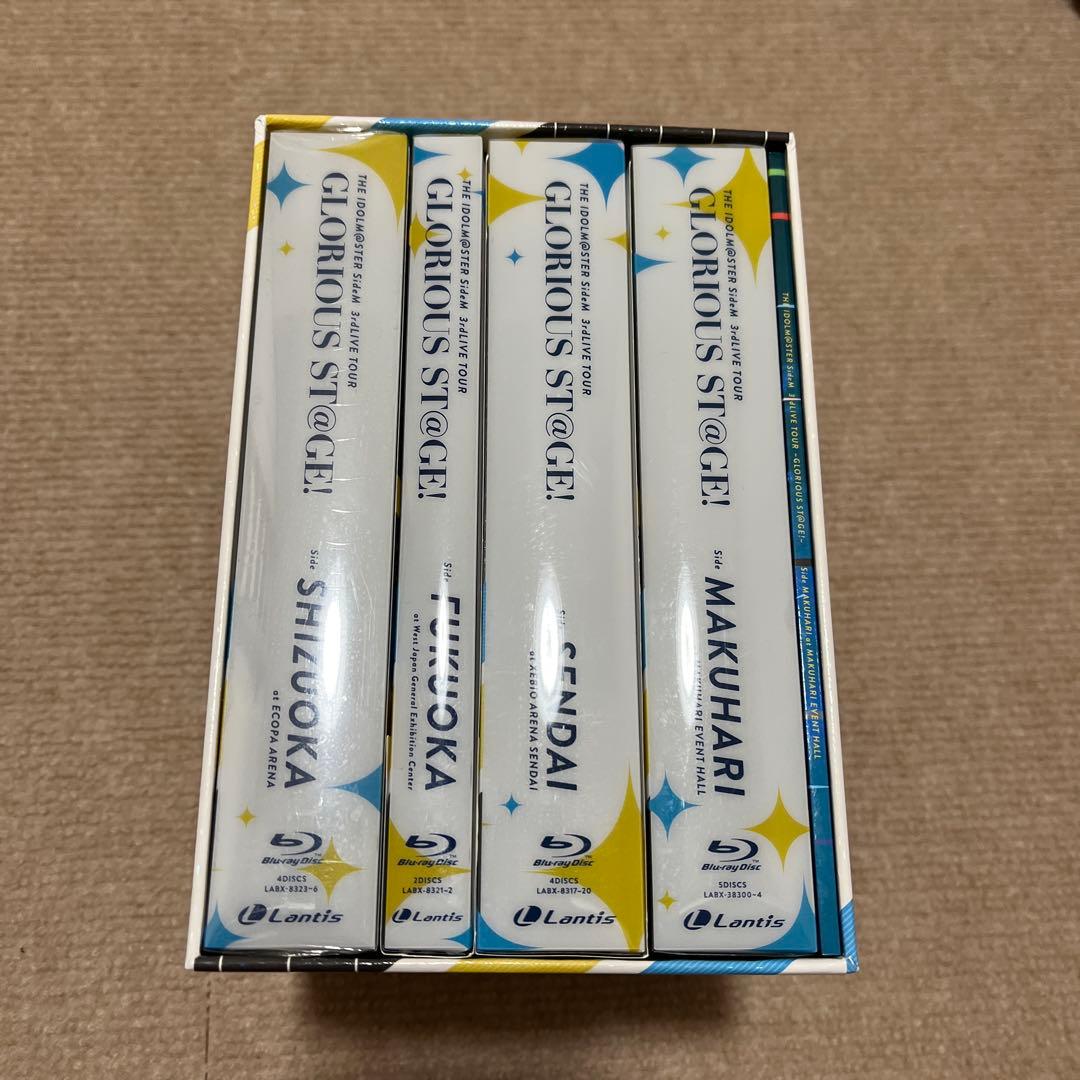 THE IDOLM@STER SideM 3rdLIVE TOUR
GLORIOUS ST@GE!
Side SHIZUOKA
at ECOPA ARENA
Blu-ray Disc™
4DISCS
LABX-8323~6
Lantis
THE IDOLM@STER SideM 3rdLIVE TOUR
GLORIOUS ST@GE!
Side FUKUOKA
at West Japan General Exhibition Center
Blu-ray Disc™
2DISCS
LABX-8321~2
Lantis
THE IDOLM@STER SideM 3rdLIVE TOUR
GLORIOUS ST@GE!
Side SENDAI
at XEBIO ARENA SENDAI
Blu-ray Disc™
4DISCS
LABX-8317~20
Lantis
THE IDOLM@STER SideM 3rdLIVE TOUR
GLORIOUS ST@GE!
Side MAKUHARI
MAKUHARI EVENT HALL
Blu-ray Disc™
5DISCS
LABX-38300~4
Lantis
THE IDOLM@STER SideM 3rdLIVE TOUR ~GLORIOUS ST@GE!~
Side MAKUHARI at MAKUHARI EVENT HALL